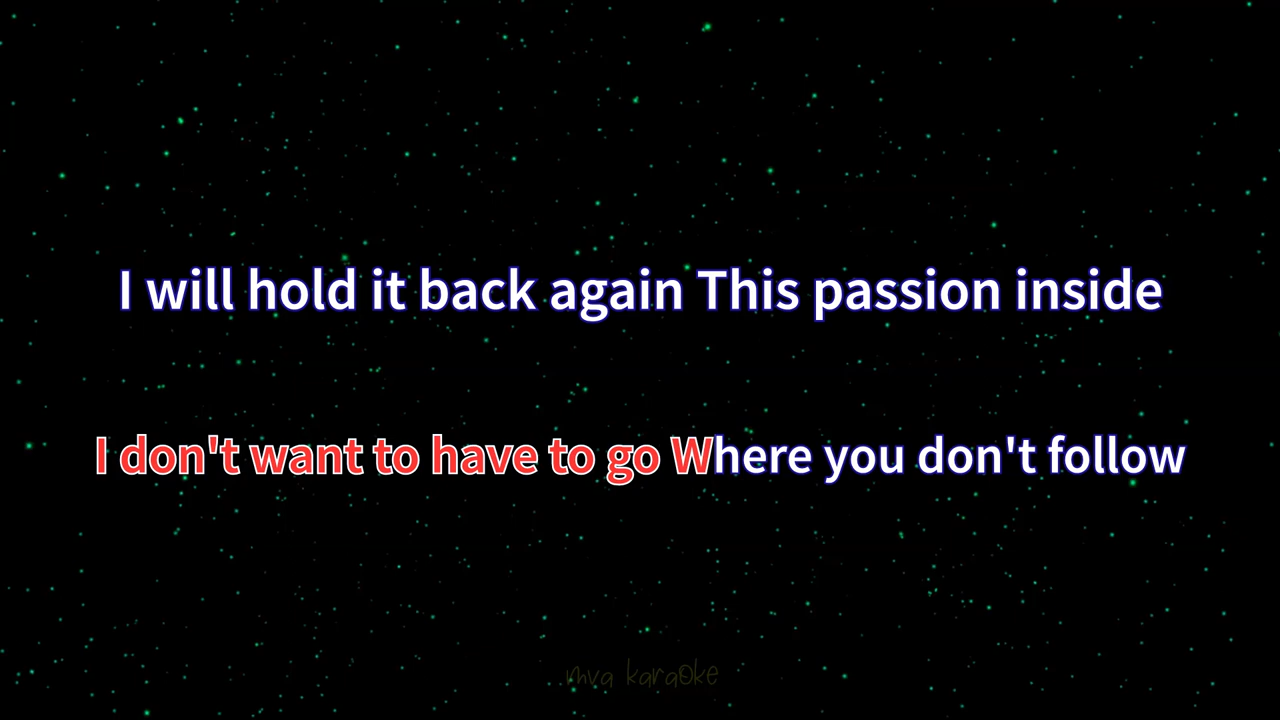 I will hold it back again This passion inside
I don't want to have to go Where you don't follow
mva karaoke